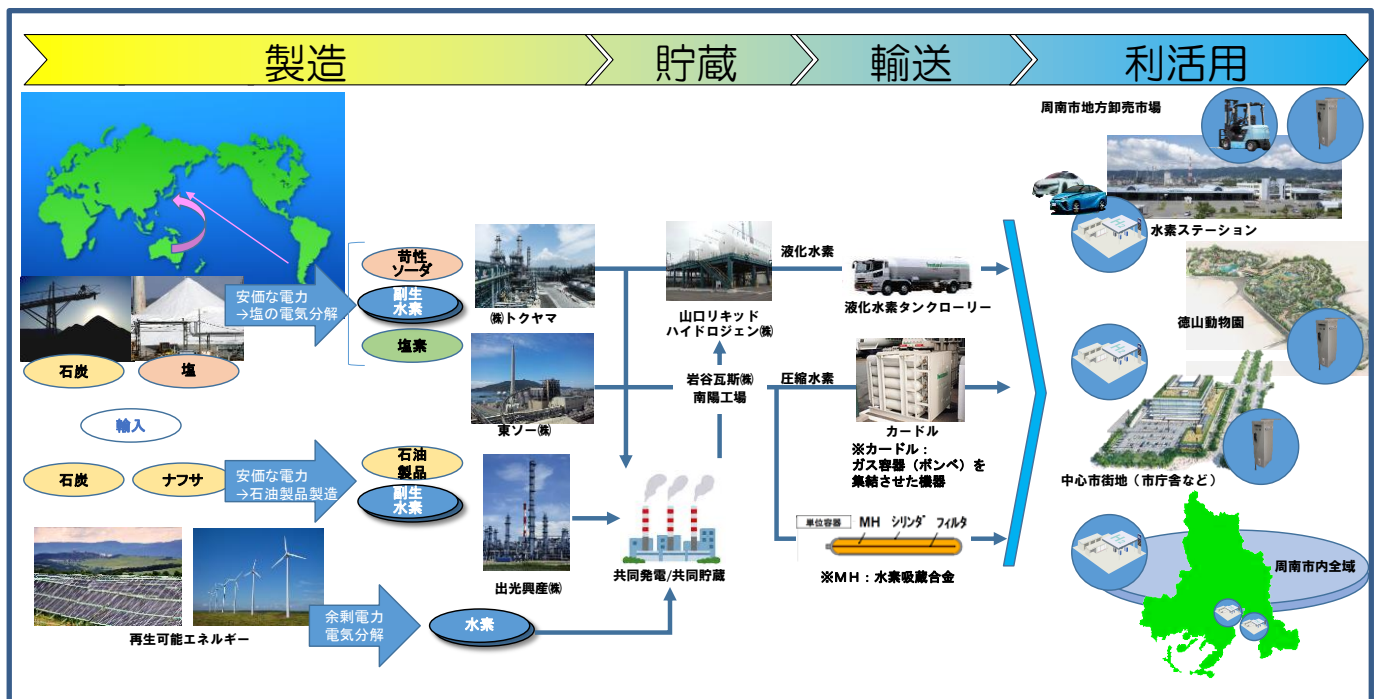 製造
貯蔵
輸送
利活用
周南市地方卸売市場
水素ステーション
苛性
ソーダ
副生
水素
塩素
安価な電力
→塩の電気分解
石炭
塩
㈱トクヤマ
東ソー㈱
山口リキッド
ハイドロジェン㈱
液化水素
液化水素タンクローリー
岩谷瓦斯㈱
南陽工場
圧縮水素
カードル
※カードル：
ガス容器（ボンベ）を
集結させた機器
徳山動物園
中心市街地（市庁舎など）
輸入
石炭
ナフサ
安価な電力
→石油製品製造
石油
製品
副生
水素
出光興産㈱
共同発電/共同貯蔵
単位容器
MH
シリンダ
フィルタ
※ＭＨ：水素吸蔵合金
周南市内全域
再生可能エネルギー
余剰電力
電気分解
水素